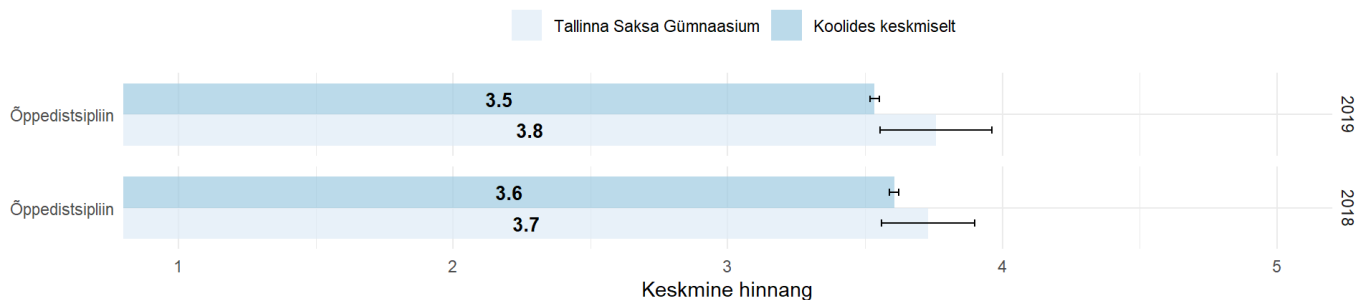 Tallinna Saksa Gümnaasium Koolides keskmiselt
3.5
Õppedistsipliin
3.8
2019
3.6
Õppedistsipliin
3.7
2018
1 2 3 4 5
Keskmine hinnang